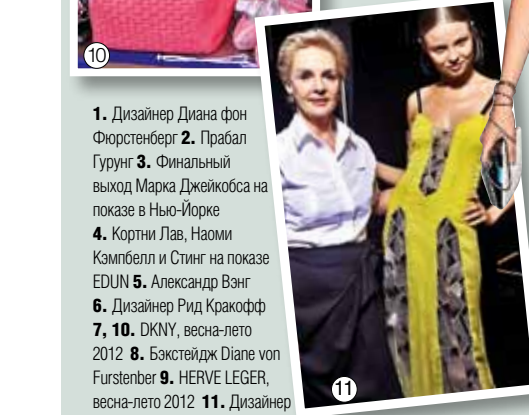 10
1. Дизайнер Диана фон
Фюрстенберг 2. Прабал
Гурунг 3. Финальный
выход Марка Джейкобса на
показе в Нью-Йорке
4. Кортни Лав, Наоми
Кэмпбелл и Стинг на показе
EDUN 5. Александр Вэнг
6. Дизайнер Рид Кракофф
7, 10. DKNY, весна-лето
2012 8. Бэкстейдж Diane von
Furstenber 9. HERVE LEGER,
весна-лето 2012 11. Дизайнер
11